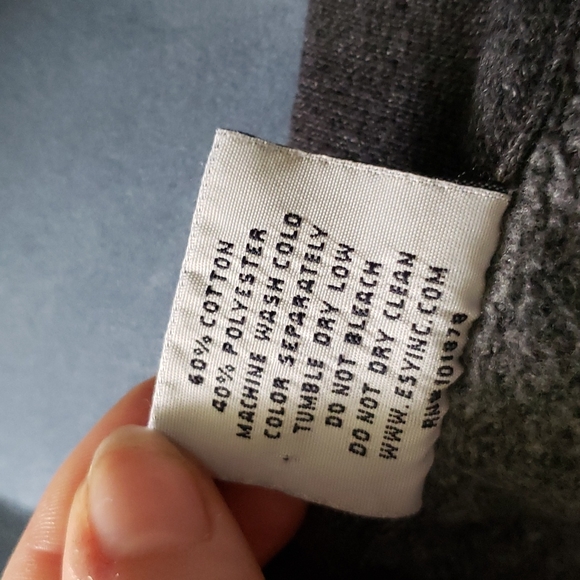 60% COTTON
40% POLYESTER
MACHINE WASH COLD
COLOR SEPARATELY
TUMBLE DRY LOW
DO NOT BLEACH
DO NOT DRY CLEAN
WWW.ESYINC.COM
RN#101878